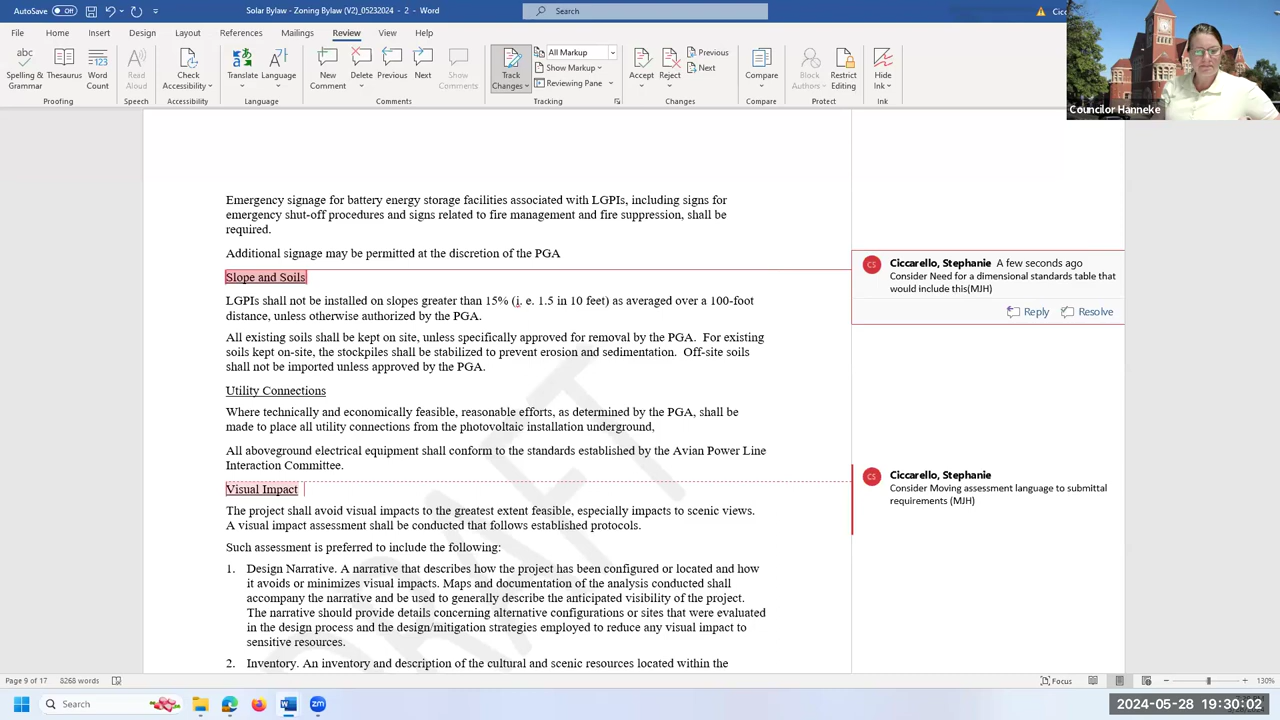 AutoSave Off Solar Bylaw - Zoning Bylaw (V2)_05232024 - 2 - Word Search
File Home Insert Design Layout References Mailings Review View Help
Spelling & Grammar Thesaurus Word Count Read Aloud Check Accessibility Translate Language New Comment Delete Previous Next Show Comments Track Changes All Markup Show Markup Reviewing Pane Accept Reject Previous Next Compare Block Authors Restrict Editing Hide Ink
Proofing Speech Accessibility Language Comments Tracking Changes Compare Protect Ink
Councilor Hanneke
Emergency signage for battery energy storage facilities associated with LGPIs, including signs for
emergency shut-off procedures and signs related to fire management and fire suppression, shall be
required.
Additional signage may be permitted at the discretion of the PGA
Slope and Soils
LGPIs shall not be installed on slopes greater than 15% (i. e. 1.5 in 10 feet) as averaged over a 100-foot
distance, unless otherwise authorized by the PGA.
All existing soils shall be kept on site, unless specifically approved for removal by the PGA. For existing
soils kept on-site, the stockpiles shall be stabilized to prevent erosion and sedimentation. Off-site soils
shall not be imported unless approved by the PGA.
Utility Connections
Where technically and economically feasible, reasonable efforts, as determined by the PGA, shall be
made to place all utility connections from the photovoltaic installation underground,
All aboveground electrical equipment shall conform to the standards established by the Avian Power Line
Interaction Committee.
Visual Impact
The project shall avoid visual impacts to the greatest extent feasible, especially impacts to scenic views.
A visual impact assessment shall be conducted that follows established protocols.
Such assessment is preferred to include the following:
1. Design Narrative. A narrative that describes how the project has been configured or located and how
it avoids or minimizes visual impacts. Maps and documentation of the analysis conducted shall
accompany the narrative and be used to generally describe the anticipated visibility of the project.
The narrative should provide details concerning alternative configurations or sites that were evaluated
in the design process and the design/mitigation strategies employed to reduce any visual impact to
sensitive resources.
2. Inventory. An inventory and description of the cultural and scenic resources located within the
DRAFT
CS Ciccarello, Stephanie A few seconds ago
Consider Need for a dimensional standards table that
would include this(MJH)
Reply Resolve
CS Ciccarello, Stephanie
Consider Moving assessment language to submittal
requirements (MJH)
Page 9 of 17 8268 words Focus 130%
Search
2024-05-28 19:30:02